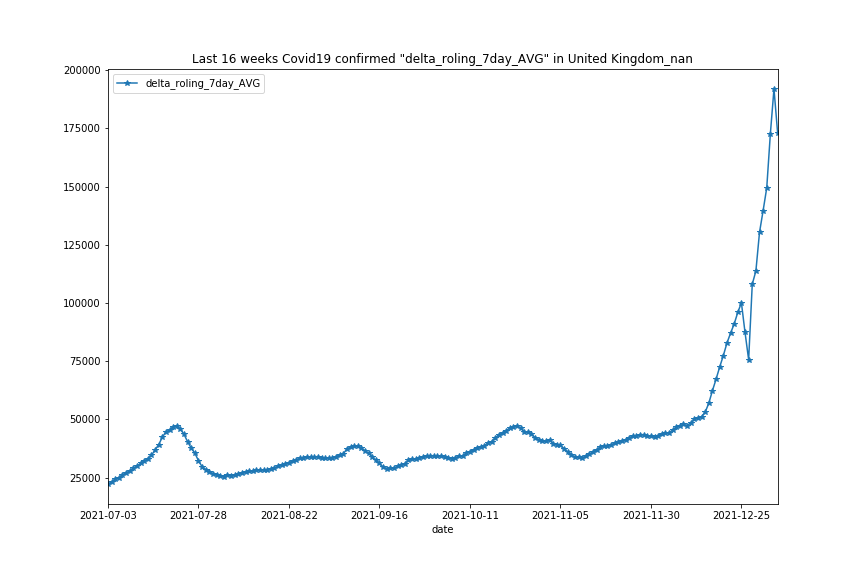 Last 16 weeks Covid19 confirmed "delta_roling_7day_AVG" in United Kingdom_nan
delta_roling_7day_AVG
200000
175000
150000
125000
100000
75000
50000
25000
2021-07-03 2021-07-28 2021-08-22 2021-09-16 2021-10-11 2021-11-05 2021-11-30 2021-12-25
date